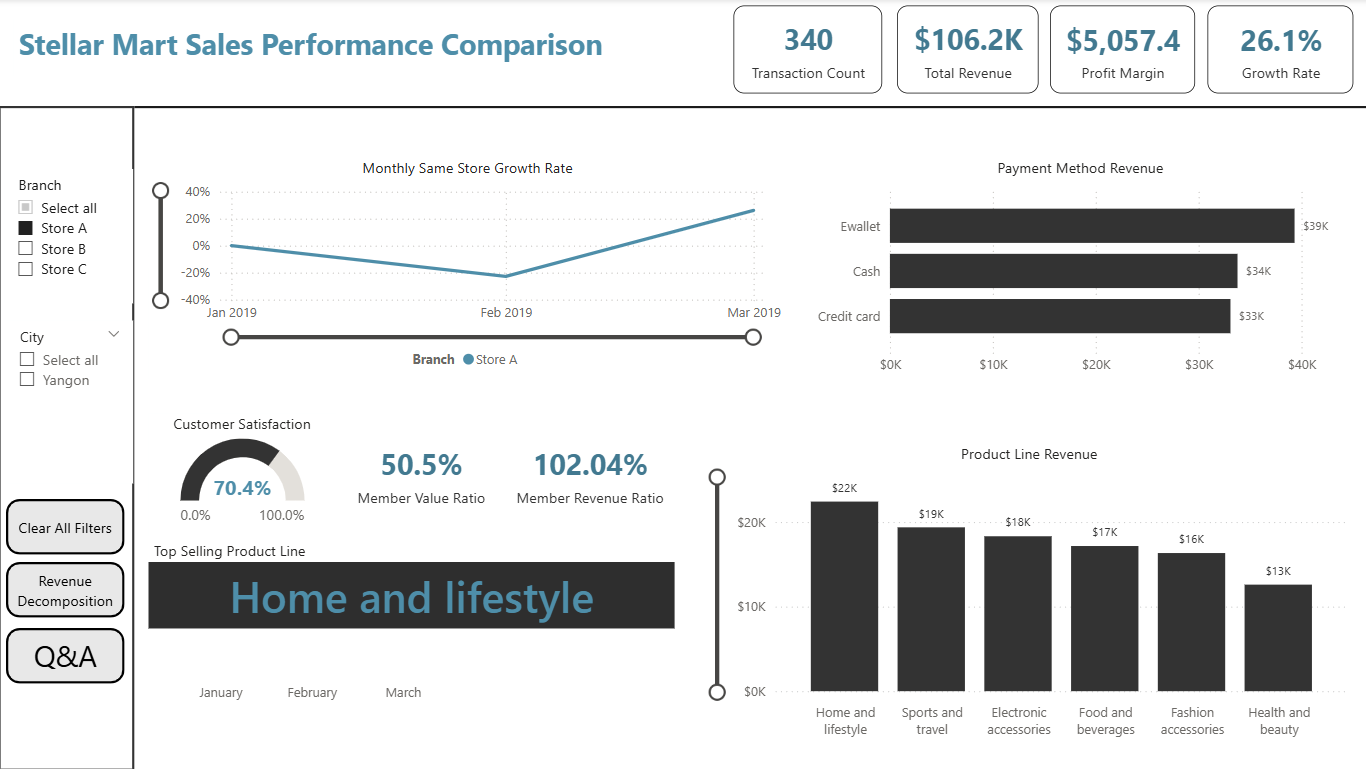 Stellar Mart Sales Performance Comparison
340
Transaction Count
$106.2K
Total Revenue
$5,057.4
Profit Margin
26.1%
Growth Rate
Branch
Select all
Store A
Store B
Store C
City
Select all
Yangon
Clear All Filters
Revenue
Decomposition
Q&A
Monthly Same Store Growth Rate
40%
20%
0%
-20%
-40%
Jan 2019
Feb 2019
Mar 2019
Branch
Store A
Payment Method Revenue
Ewallet
$39K
Cash
$34K
Credit card
$33K
$0K
$10K
$20K
$30K
$40K
Customer Satisfaction
70.4%
0.0%
100.0%
50.5%
Member Value Ratio
102.04%
Member Revenue Ratio
Top Selling Product Line
Home and lifestyle
January
February
March
Product Line Revenue
$20K
$10K
$0K
$22K
$19K
$18K
$17K
$16K
$13K
Home and
lifestyle
Sports and
travel
Electronic
accessories
Food and
beverages
Fashion
accessories
Health and
beauty